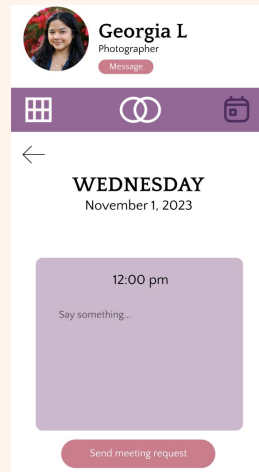 Georgia L
Photographer
Message
WEDNESDAY
November 1, 2023
12:00 pm
Say something...
Send meeting request